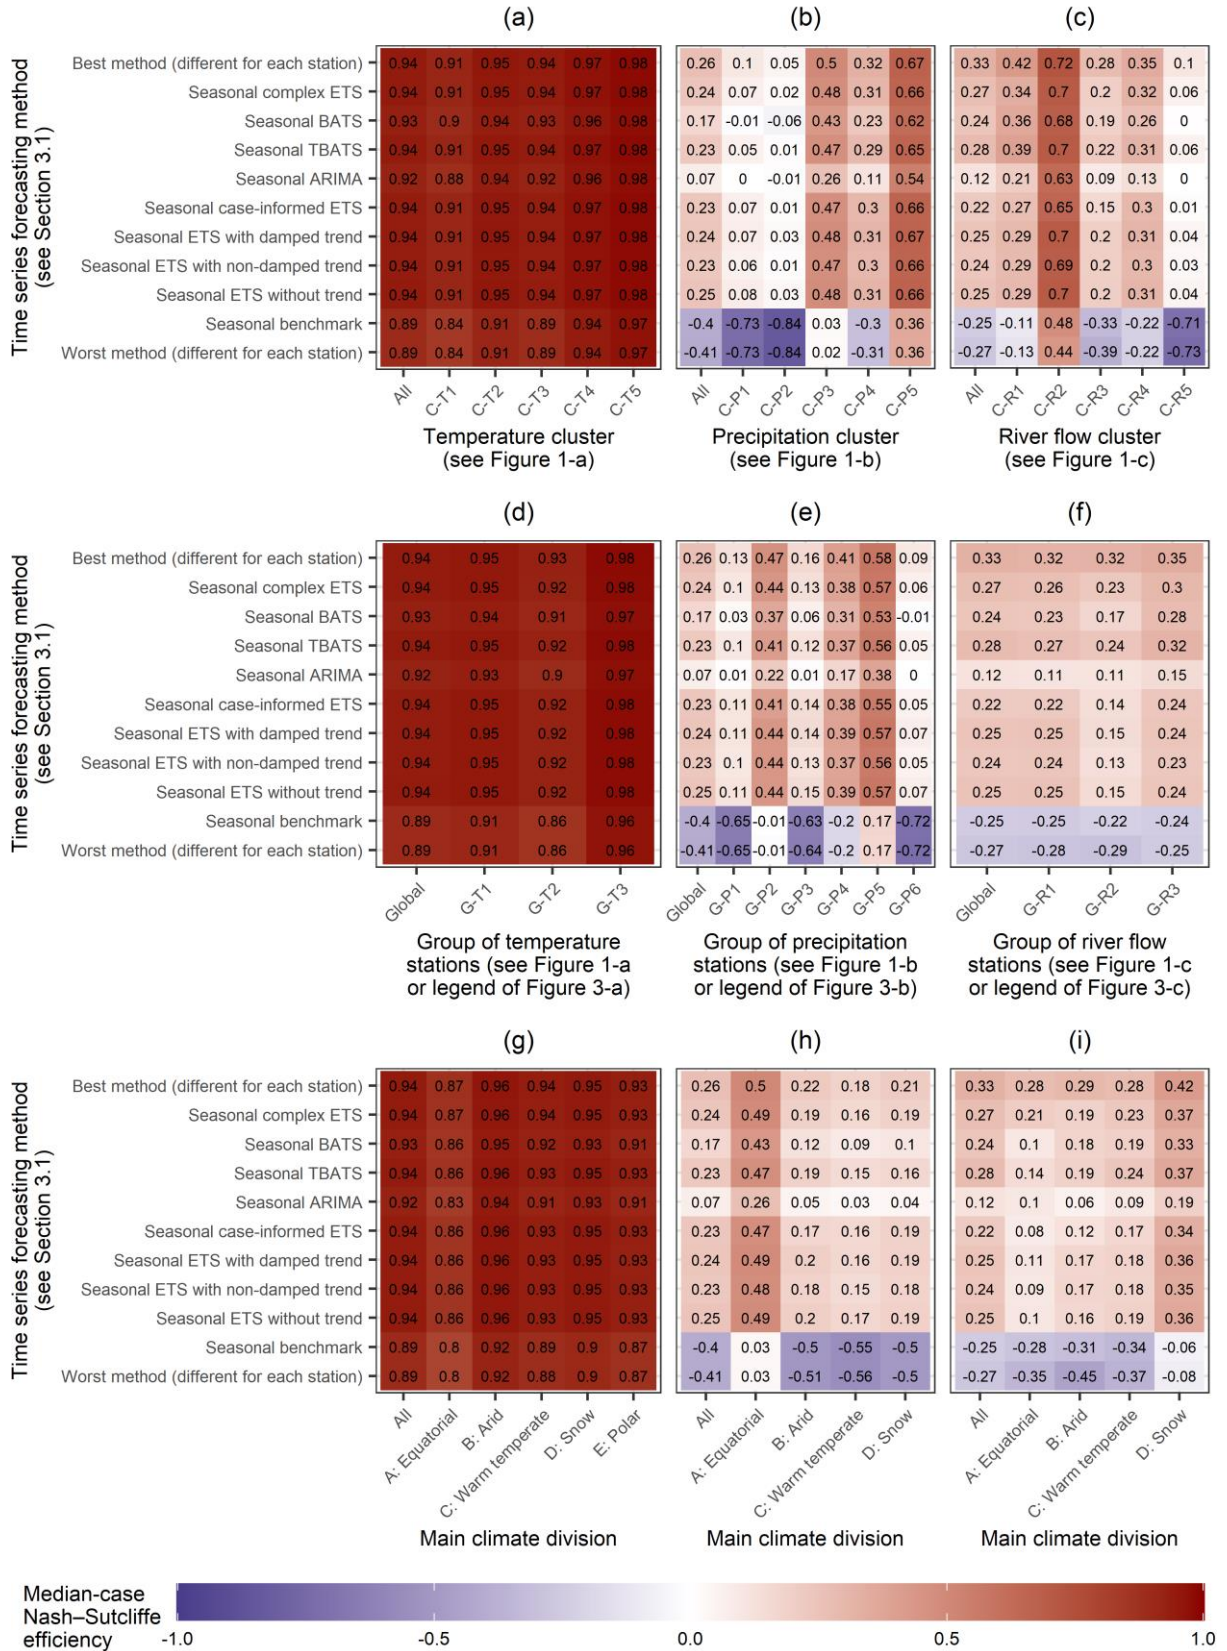 (a) (b) (c)
Time series forecasting method
(see Section 3.1)
Best method (different for each station) 0.94 0.91 0.95 0.94 0.97 0.98 0.26 0.1 0.05 0.5 0.32 0.67 0.33 0.42 0.72 0.28 0.35 0.1
Seasonal complex ETS 0.94 0.91 0.95 0.94 0.97 0.98 0.24 0.07 0.02 0.48 0.31 0.66 0.27 0.34 0.7 0.2 0.32 0.06
Seasonal BATS 0.93 0.9 0.94 0.93 0.96 0.98 0.17 -0.01 -0.06 0.43 0.23 0.62 0.24 0.36 0.68 0.19 0.26 0
Seasonal TBATS 0.94 0.91 0.95 0.94 0.97 0.98 0.23 0.05 0.01 0.47 0.29 0.65 0.28 0.39 0.7 0.22 0.31 0.06
Seasonal ARIMA 0.92 0.88 0.94 0.92 0.96 0.98 0.07 0 -0.01 0.26 0.11 0.54 0.12 0.21 0.63 0.09 0.13 0
Seasonal case-informed ETS 0.94 0.91 0.95 0.94 0.97 0.98 0.23 0.07 0.01 0.47 0.3 0.66 0.22 0.27 0.65 0.15 0.3 0.01
Seasonal ETS with damped trend 0.94 0.91 0.95 0.94 0.97 0.98 0.24 0.07 0.03 0.48 0.31 0.67 0.25 0.29 0.7 0.2 0.31 0.04
Seasonal ETS with non-damped trend 0.94 0.91 0.95 0.94 0.97 0.98 0.23 0.06 0.01 0.47 0.3 0.66 0.24 0.29 0.69 0.2 0.3 0.03
Seasonal ETS without trend 0.94 0.91 0.95 0.94 0.97 0.98 0.25 0.08 0.03 0.48 0.31 0.66 0.25 0.29 0.7 0.2 0.31 0.04
Seasonal benchmark 0.89 0.84 0.91 0.89 0.94 0.97 -0.4 -0.73 -0.84 0.03 -0.3 0.36 -0.25 -0.11 0.48 -0.33 -0.22 -0.71
Worst method (different for each station) 0.89 0.84 0.91 0.89 0.94 0.97 -0.41 -0.73 -0.84 0.02 -0.31 0.36 -0.27 -0.13 0.44 -0.39 -0.22 -0.73
All C-T1 C-T2 C-T3 C-T4 C-T5 All C-P1 C-P2 C-P3 C-P4 C-P5 All C-R1 C-R2 C-R3 C-R4 C-R5
Temperature cluster Precipitation cluster River flow cluster
(see Figure 1-a) (see Figure 1-b) (see Figure 1-c)
(d) (e) (f)
Time series forecasting method
(see Section 3.1)
Best method (different for each station) 0.94 0.95 0.93 0.98 0.26 0.13 0.47 0.16 0.41 0.58 0.09 0.33 0.32 0.32 0.35
Seasonal complex ETS 0.94 0.95 0.92 0.98 0.24 0.1 0.44 0.13 0.38 0.57 0.06 0.27 0.26 0.23 0.3
Seasonal BATS 0.93 0.94 0.91 0.97 0.17 0.03 0.37 0.06 0.31 0.53 -0.01 0.24 0.23 0.17 0.28
Seasonal TBATS 0.94 0.95 0.92 0.98 0.23 0.1 0.41 0.12 0.37 0.56 0.05 0.28 0.27 0.24 0.32
Seasonal ARIMA 0.92 0.93 0.9 0.97 0.07 0.01 0.22 0.01 0.17 0.38 0 0.12 0.11 0.11 0.15
Seasonal case-informed ETS 0.94 0.95 0.92 0.98 0.23 0.11 0.41 0.14 0.38 0.55 0.05 0.22 0.22 0.14 0.24
Seasonal ETS with damped trend 0.94 0.95 0.92 0.98 0.24 0.11 0.44 0.14 0.39 0.57 0.07 0.25 0.25 0.15 0.24
Seasonal ETS with non-damped trend 0.94 0.95 0.92 0.98 0.23 0.1 0.44 0.13 0.37 0.56 0.05 0.24 0.24 0.13 0.23
Seasonal ETS without trend 0.94 0.95 0.92 0.98 0.25 0.11 0.44 0.15 0.39 0.57 0.07 0.25 0.25 0.15 0.24
Seasonal benchmark 0.89 0.91 0.86 0.96 -0.4 -0.65 -0.01 -0.63 -0.2 0.17 -0.72 -0.25 -0.25 -0.22 -0.24
Worst method (different for each station) 0.89 0.91 0.86 0.96 -0.41 -0.65 -0.01 -0.64 -0.2 0.17 -0.72 -0.27 -0.28 -0.29 -0.25
Global G-T1 G-T2 G-T3 Global G-P1 G-P2 G-P3 G-P4 G-P5 G-P6 Global G-R1 G-R2 G-R3
Group of temperature Group of precipitation Group of river flow
stations (see Figure 1-a stations (see Figure 1-b stations (see Figure 1-c
or legend of Figure 3-a) or legend of Figure 3-b) or legend of Figure 3-c)
(g) (h) (i)
Time series forecasting method
(see Section 3.1)
Best method (different for each station) 0.94 0.87 0.96 0.94 0.95 0.93 0.26 0.5 0.22 0.18 0.21 0.33 0.28 0.29 0.28 0.42
Seasonal complex ETS 0.94 0.87 0.96 0.94 0.95 0.93 0.24 0.49 0.19 0.16 0.19 0.27 0.21 0.19 0.23 0.37
Seasonal BATS 0.93 0.86 0.95 0.92 0.93 0.91 0.17 0.43 0.12 0.09 0.1 0.24 0.1 0.18 0.19 0.33
Seasonal TBATS 0.94 0.86 0.96 0.93 0.95 0.93 0.23 0.47 0.19 0.15 0.16 0.28 0.14 0.19 0.24 0.37
Seasonal ARIMA 0.92 0.83 0.94 0.91 0.93 0.91 0.07 0.26 0.05 0.03 0.04 0.12 0.1 0.06 0.09 0.19
Seasonal case-informed ETS 0.94 0.86 0.96 0.93 0.95 0.93 0.23 0.47 0.17 0.16 0.19 0.22 0.08 0.12 0.17 0.34
Seasonal ETS with damped trend 0.94 0.86 0.96 0.93 0.95 0.93 0.24 0.49 0.2 0.16 0.19 0.25 0.11 0.17 0.18 0.36
Seasonal ETS with non-damped trend 0.94 0.86 0.96 0.93 0.95 0.93 0.23 0.48 0.18 0.15 0.18 0.24 0.09 0.17 0.18 0.35
Seasonal ETS without trend 0.94 0.86 0.96 0.93 0.95 0.93 0.25 0.49 0.2 0.17 0.19 0.25 0.1 0.16 0.19 0.36
Seasonal benchmark 0.89 0.8 0.92 0.89 0.9 0.87 -0.4 0.03 -0.5 -0.55 -0.5 -0.25 -0.28 -0.31 -0.34 -0.06
Worst method (different for each station) 0.89 0.8 0.92 0.88 0.9 0.87 -0.41 0.03 -0.51 -0.56 -0.5 -0.27 -0.35 -0.45 -0.37 -0.08
All A: Equatorial B: Arid C: Warm temperate D: Snow E: Polar All A: Equatorial B: Arid C: Warm temperate D: Snow All A: Equatorial B: Arid C: Warm temperate D: Snow
Main climate division Main climate division Main climate division
Median-case
Nash–Sutcliffe
efficiency
-1.0 -0.5 0.0 0.5 1.0